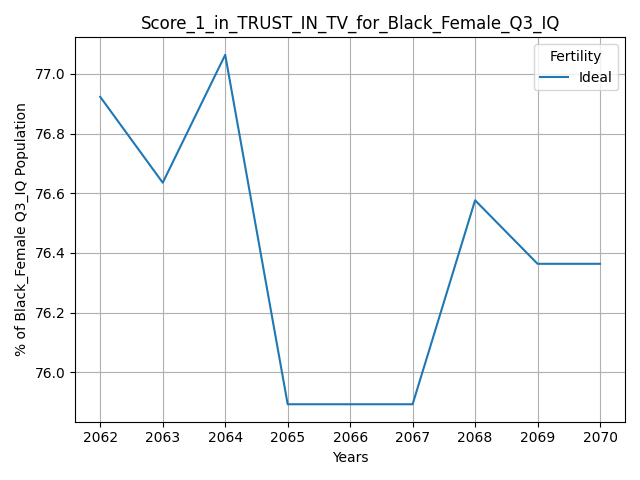 Score_1_in_TRUST_IN_TV_for_Black_Female_Q3_IQ
% of Black_Female Q3_IQ Population
77.0
76.8
76.6
76.4
76.2
76.0
Fertility
Ideal
2062 2063 2064 2065 2066 2067 2068 2069 2070
Years